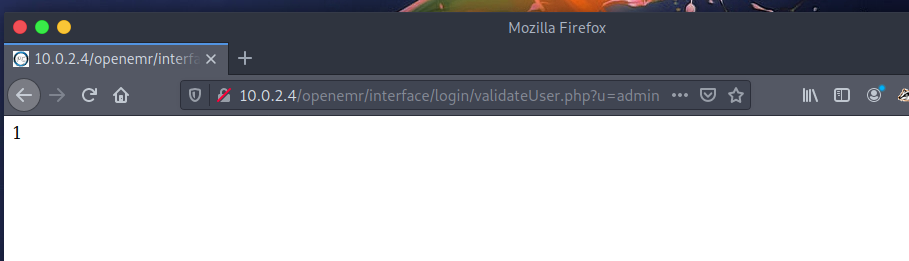 Mozilla Firefox
10.0.2.4/openemr/interfa
10.0.2.4/openemr/interface/login/validateUser.php?u=admin
1